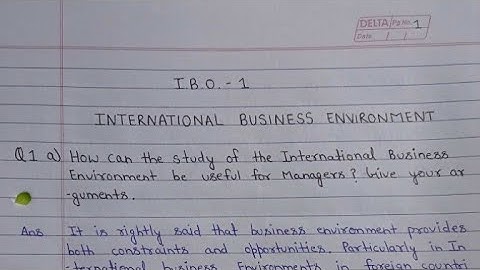 DELTA Pg No. 1
Date / /
I.B.O. - 1
INTERNATIONAL BUSINESS ENVIRONMENT
Q1 a) How can the study of the International Business
Environment be useful for Managers? Give your ar
-guments.
Ans It is rightly said that business environment provides
both constraints and opportunities. Particularly in In
-ternational business Environments in foreign countri